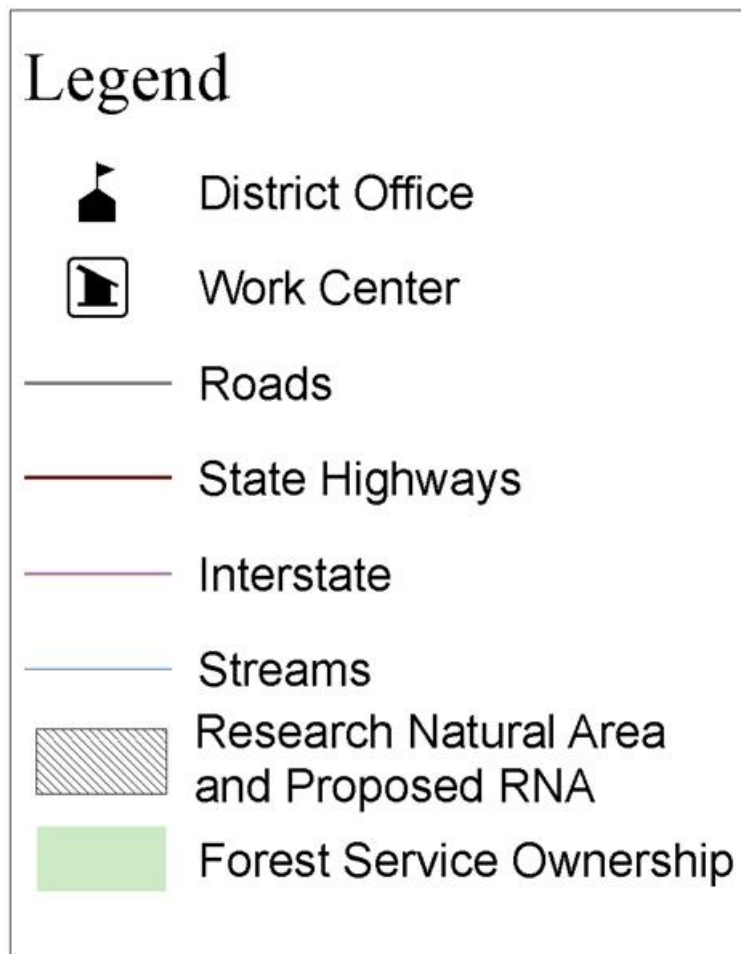 Legend
District Office
Work Center
Roads
State Highways
Interstate
Streams
Research Natural Area
and Proposed RNA
Forest Service Ownership